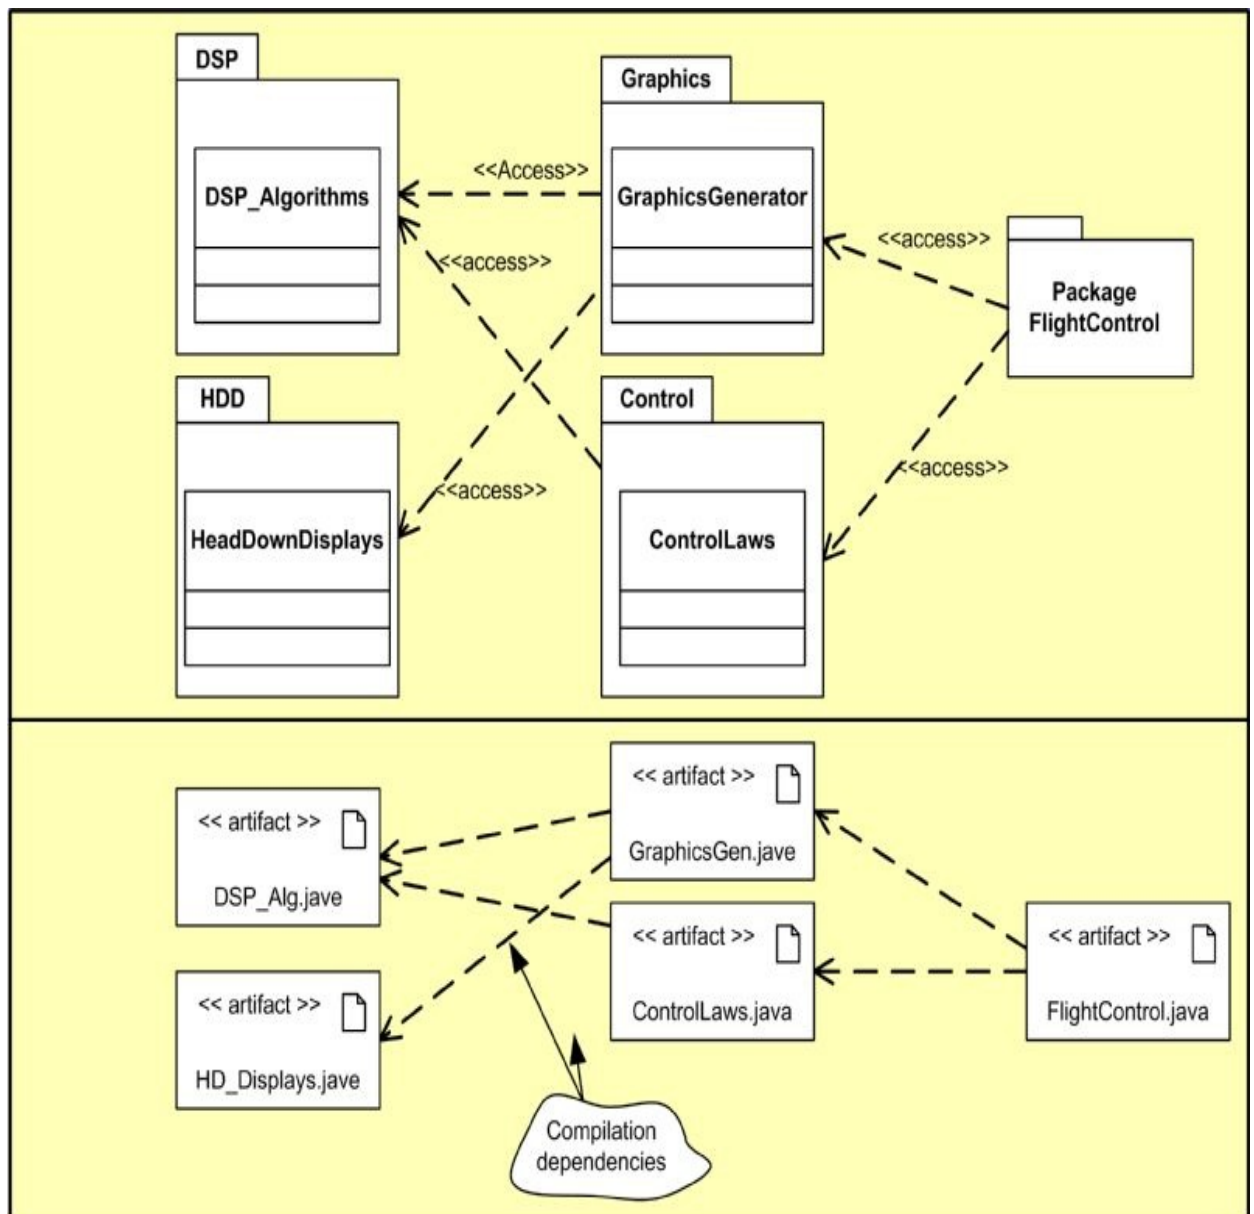 DSP
Graphics
<<Access>>
DSP_Algorithms
GraphicsGenerator
<<access>>
<<access>>
Package
FlightControl
HDD
Control
<<access>>
<<access>>
HeadDownDisplays
ControlLaws
<< artifact >>
GraphicsGen.jave
<< artifact >>
DSP_Alg.jave
<< artifact >>
ControlLaws.java
<< artifact >>
FlightControl.java
<< artifact >>
HD_Displays.jave
Compilation
dependencies